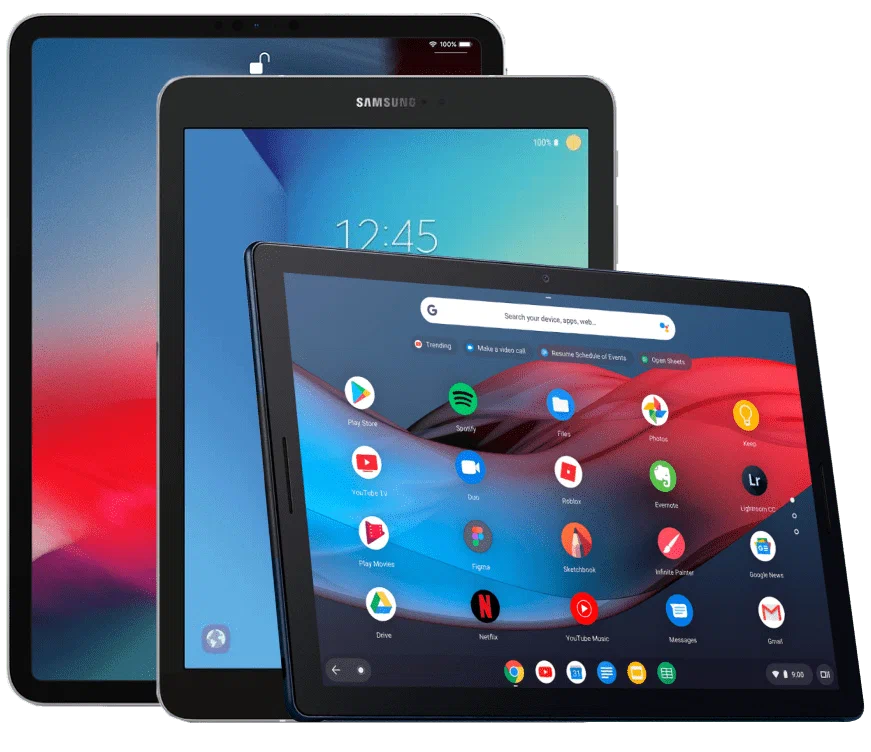 100%
SAMSUNG
100%
12:45
G Search your device, apps, web...
Trending Make a video call Resume Schedule of Events Open Sheets
Play Store Spotify Files Photos Keep
YouTube TV Duo Roblox Evernote Lightroom CC
Lr
Play Movies Figma Sketchbook Infinite Painter Google News
Drive Netflix YouTube Music Messages Gmail
31
9:00